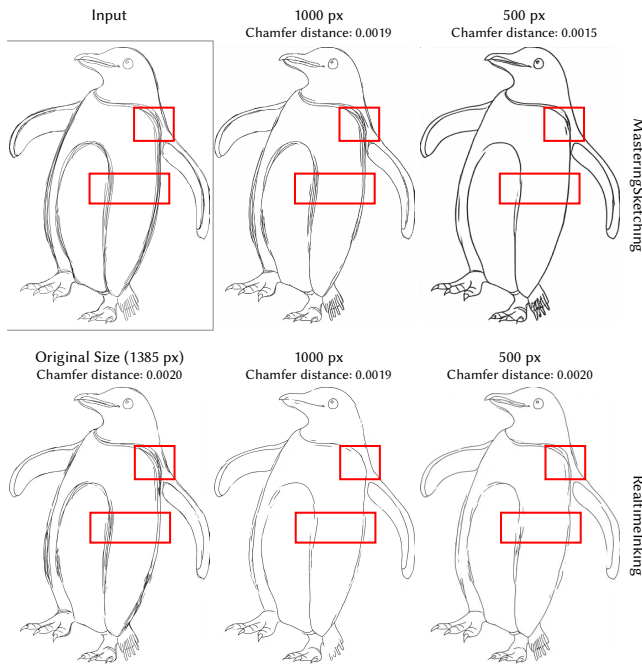 Input
1000 px
Chamfer distance: 0.0019
500 px
Chamfer distance: 0.0015
MasteringSketching
Original Size (1385 px)
Chamfer distance: 0.0020
1000 px
Chamfer distance: 0.0019
500 px
Chamfer distance: 0.0020
RealtimeInking